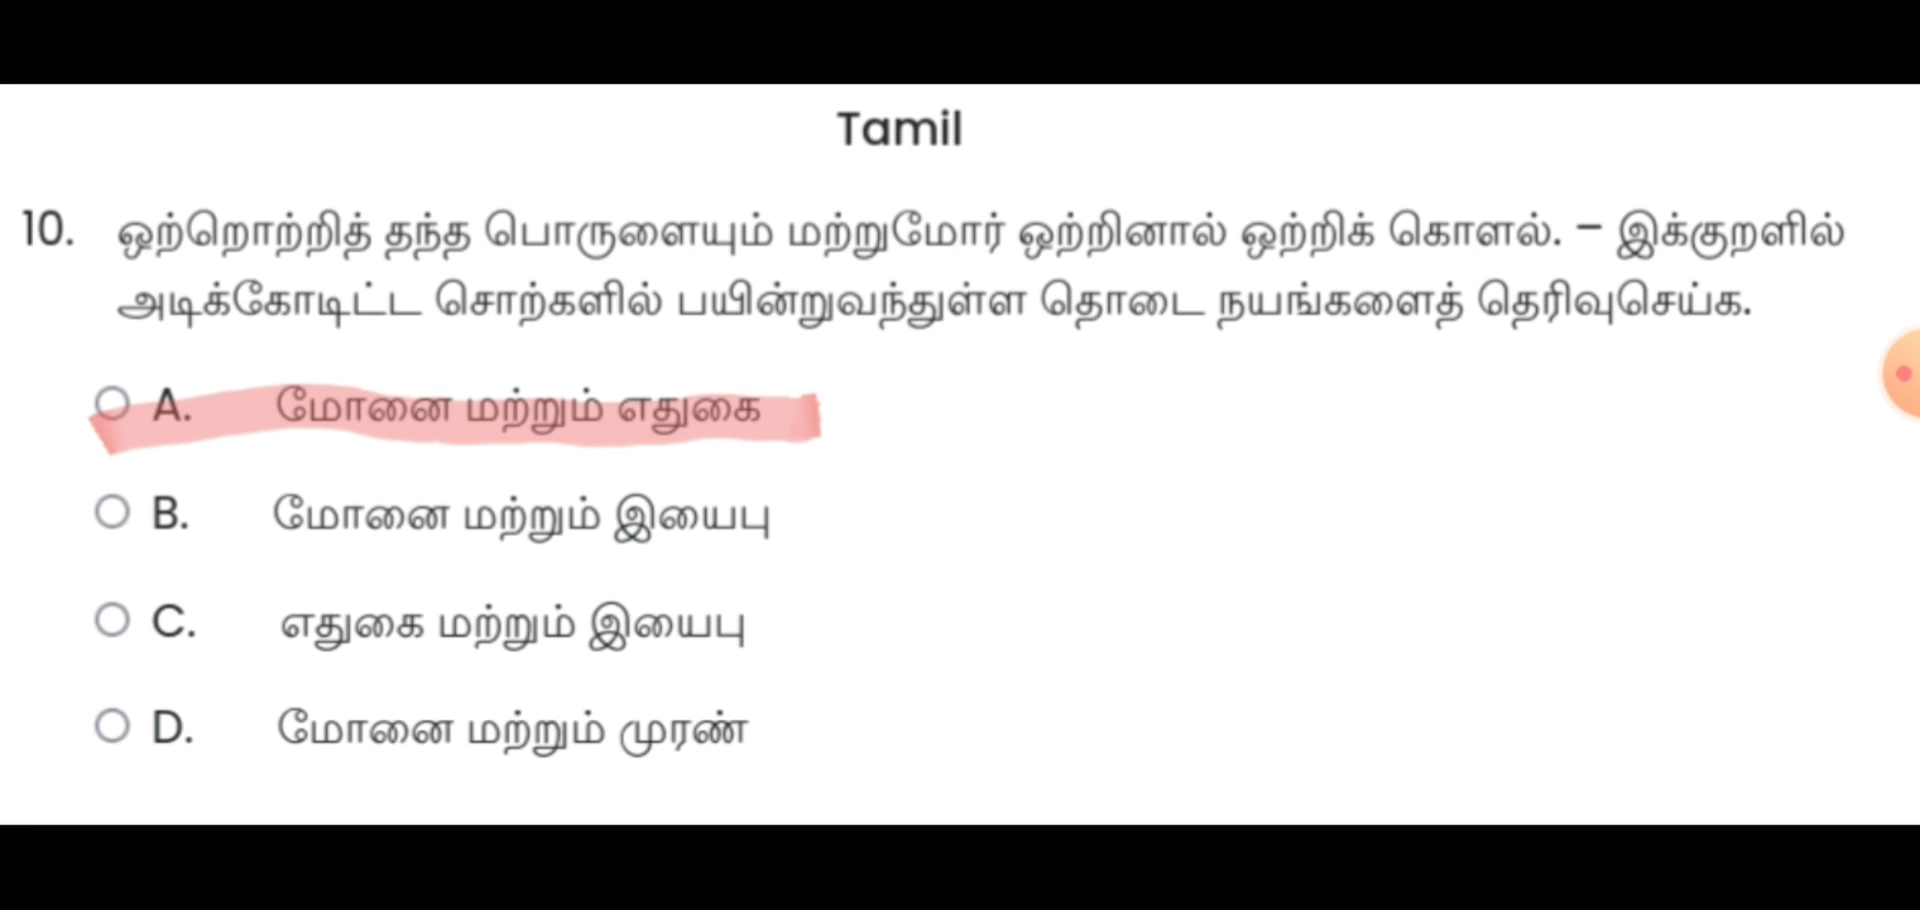 Tamil
10. ஒற்றொற்றித் தந்த பொருளையும் மற்றுமோர் ஒற்றினால் ஒற்றிக் கொளல். – இக்குறளில்
அடிக்கோடிட்ட சொற்களில் பயின்றுவந்துள்ள தொடை நயங்களைத் தெரிவுசெய்க.
A. மோனை மற்றும் எதுகை
B. மோனை மற்றும் இயைபு
C. எதுகை மற்றும் இயைபு
D. மோனை மற்றும் முரண்